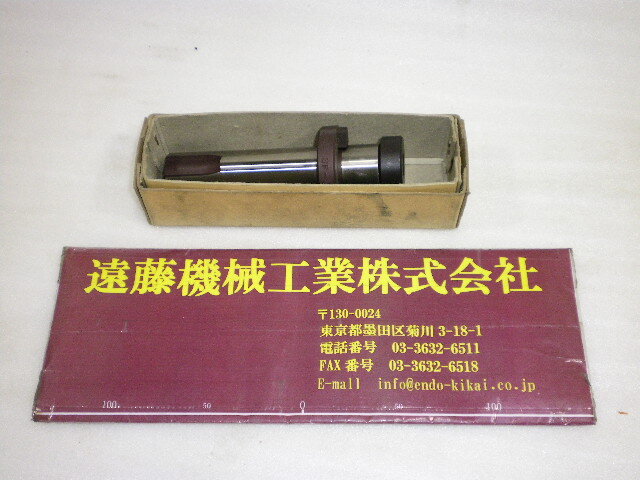 遠藤機械工業株式会社
〒130-0024
東京都墨田区菊川 3-18-1
電話番号 03-3632-6511
FAX 番号 03-3632-6518
E-mall info@endo-kikai.co.jp
100 50 0 50 100